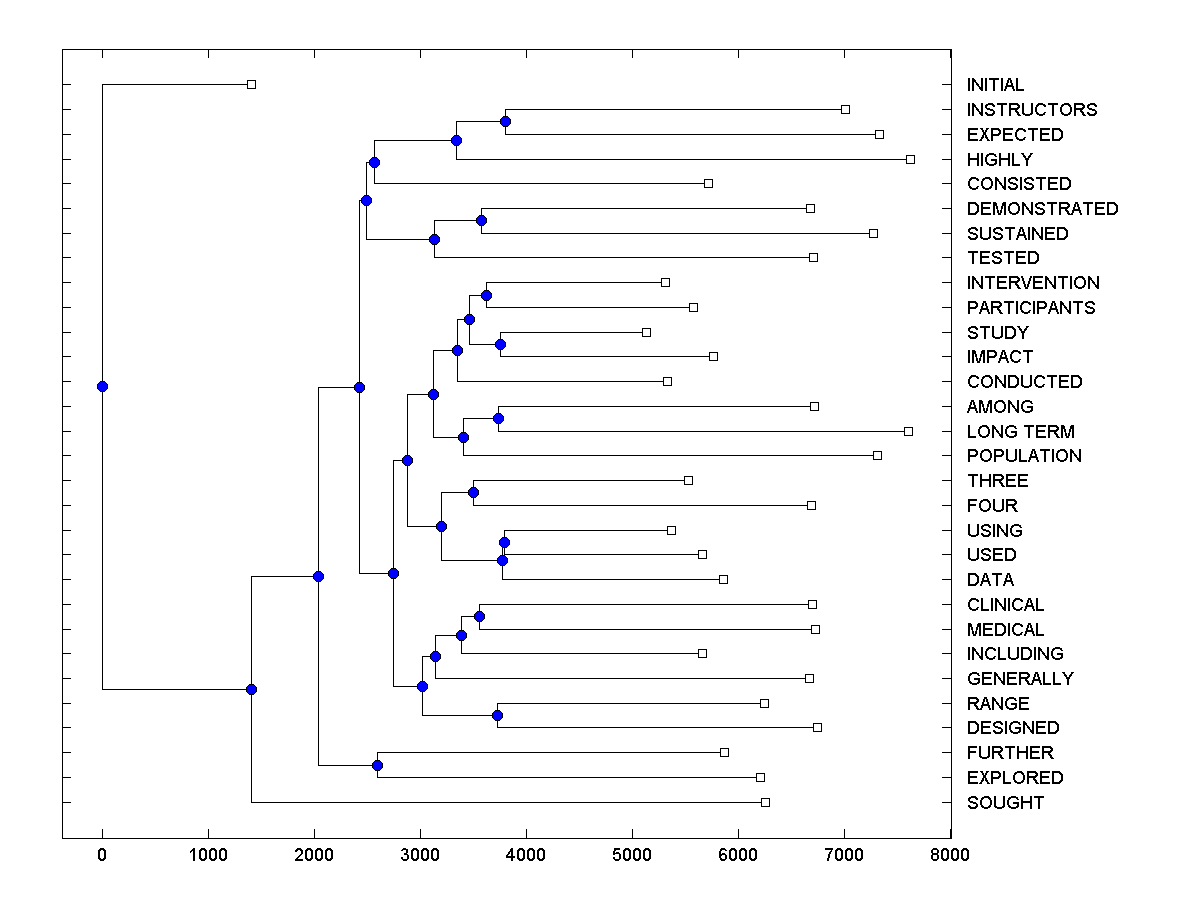 INITIAL
INSTRUCTORS
EXPECTED
HIGHLY
CONSISTED
DEMONSTRATED
SUSTAINED
TESTED
INTERVENTION
PARTICIPANTS
STUDY
IMPACT
CONDUCTED
AMONG
LONG TERM
POPULATION
THREE
FOUR
USING
USED
DATA
CLINICAL
MEDICAL
INCLUDING
GENERALLY
RANGE
DESIGNED
FURTHER
EXPLORED
SOUGHT
0 1000 2000 3000 4000 5000 6000 7000 8000